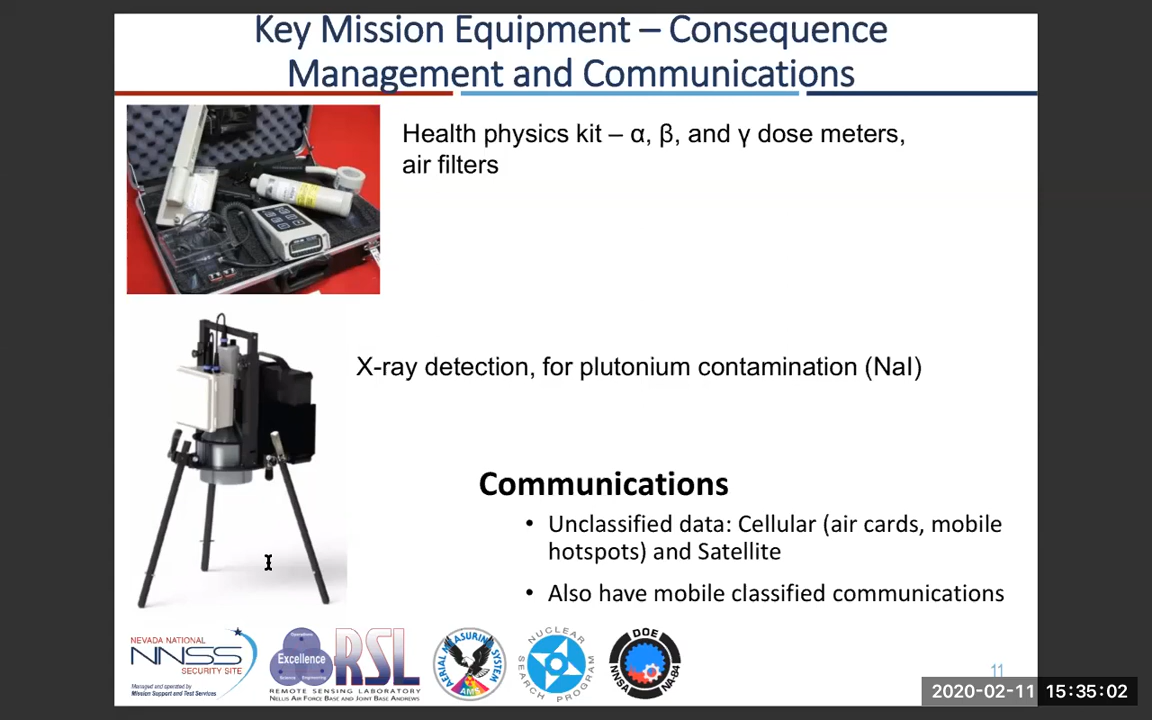 Key Mission Equipment – Consequence
Management and Communications
Health physics kit – α, β, and γ dose meters,
air filters
X-ray detection, for plutonium contamination (NaI)
Communications
• Unclassified data: Cellular (air cards, mobile
hotspots) and Satellite
• Also have mobile classified communications
NEVADA NATIONAL
NNSS
SECURITY SITE
Managed and operated by
Mission Support and Test Services
Operations
Excellence
Science
Engineering
RSL
REMOTE SENSING LABORATORY
NELLIS AIR FORCE BASE AND JOINT BASE ANDREWS
AERIAL MEASURING SYSTEM
AMS
NUCLEAR SEARCH PROGRAM
DOE
NNSA
NA-84
11
2020-02-11 15:35:02